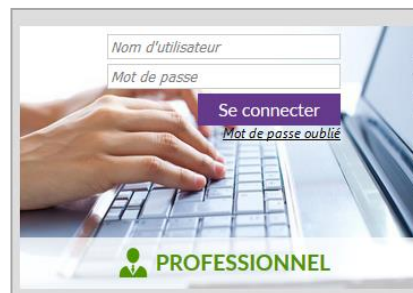 Nom d'utilisateur
Mot de passe
Se connecter
Mot de passe oublié
PROFESSIONNEL